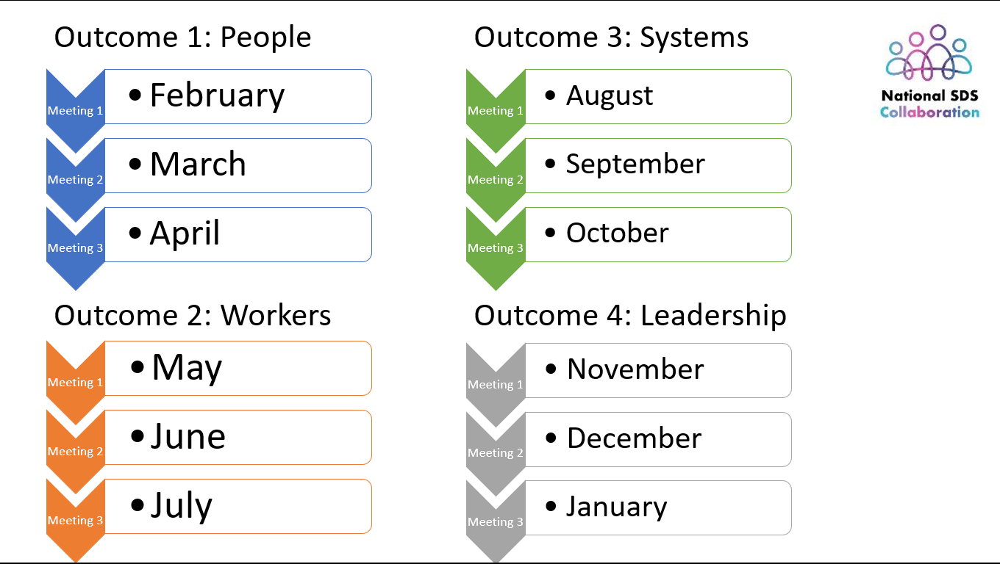 Outcome 1: People
Meeting 1
• February
Meeting 2
• March
Meeting 3
• April
Outcome 2: Workers
Meeting 1
• May
Meeting 2
• June
Meeting 3
• July
Outcome 3: Systems
Meeting 1
• August
Meeting 2
• September
Meeting 3
• October
Outcome 4: Leadership
Meeting 1
• November
Meeting 2
• December
Meeting 3
• January
National SDS
Collaboration